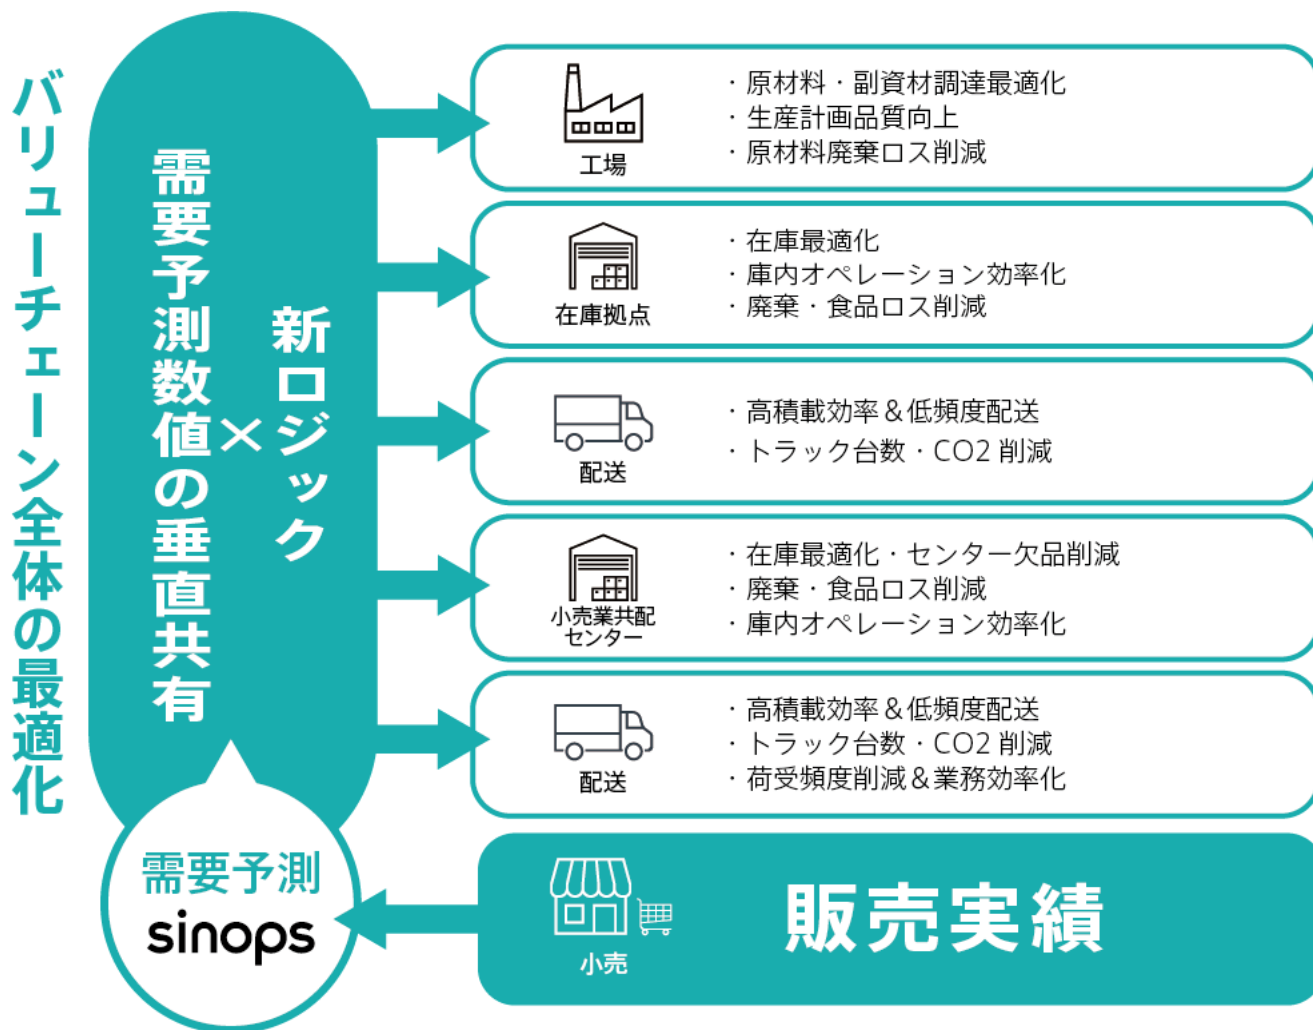 バリューチェーン全体の最適化
新ロジック
×
需要予測数値の垂直共有
工場
・原材料・副資材調達最適化
・生産計画品質向上
・原材料廃棄ロス削減
在庫拠点
・在庫最適化
・庫内オペレーション効率化
・廃棄・食品ロス削減
配送
・高積載効率＆低頻度配送
・トラック台数・CO2 削減
小売業共配
センター
・在庫最適化・センター欠品削減
・廃棄・食品ロス削減
・庫内オペレーション効率化
配送
・高積載効率＆低頻度配送
・トラック台数・CO2 削減
・荷受頻度削減＆業務効率化
需要予測
sinops
小売
販売実績